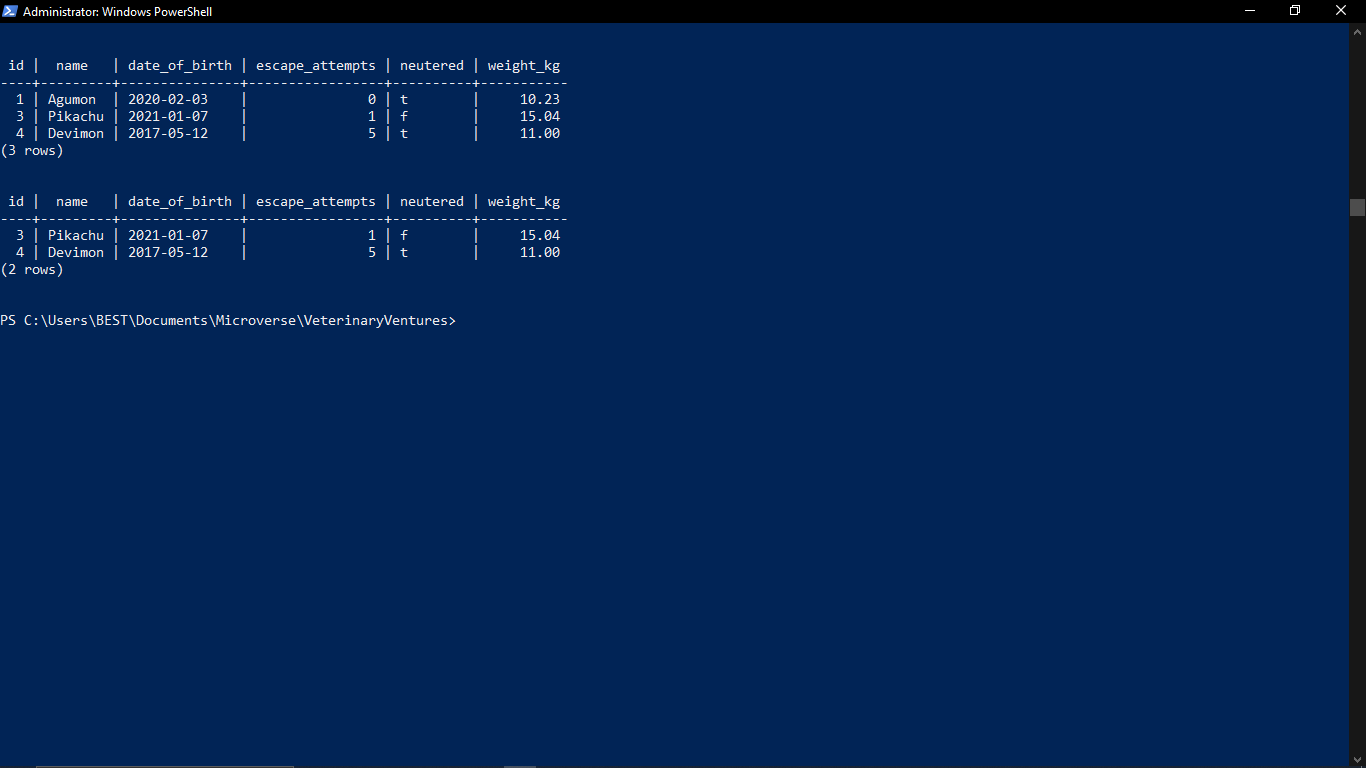 Administrator: Windows PowerShell
 id |  name   | date_of_birth | escape_attempts | neutered | weight_kg
----+---------+---------------+-----------------+----------+-----------
  1 | Agumon  | 2020-02-03    |               0 | t        |     10.23
  3 | Pikachu | 2021-01-07    |               1 | f        |     15.04
  4 | Devimon | 2017-05-12    |               5 | t        |     11.00
(3 rows)
 id |  name   | date_of_birth | escape_attempts | neutered | weight_kg
----+---------+---------------+-----------------+----------+-----------
  3 | Pikachu | 2021-01-07    |               1 | f        |     15.04
  4 | Devimon | 2017-05-12    |               5 | t        |     11.00
(2 rows)
PS C:\Users\BEST\Documents\Microverse\VeterinaryVentures>